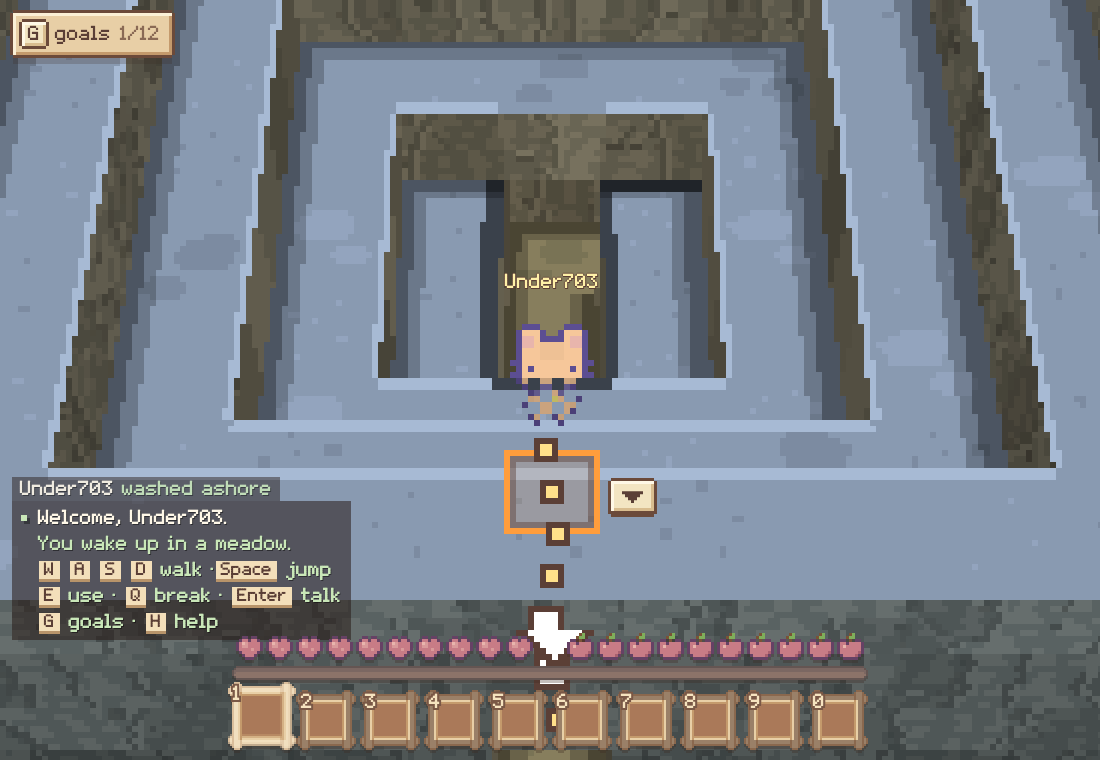 G goals 1/12
Under703
Under703 washed ashore
Welcome, Under703.
You wake up in a meadow.
W A S D walk · Space jump
E use · Q break · Enter talk
G goals · H help
1 2 3 4 5 6 7 8 9 0